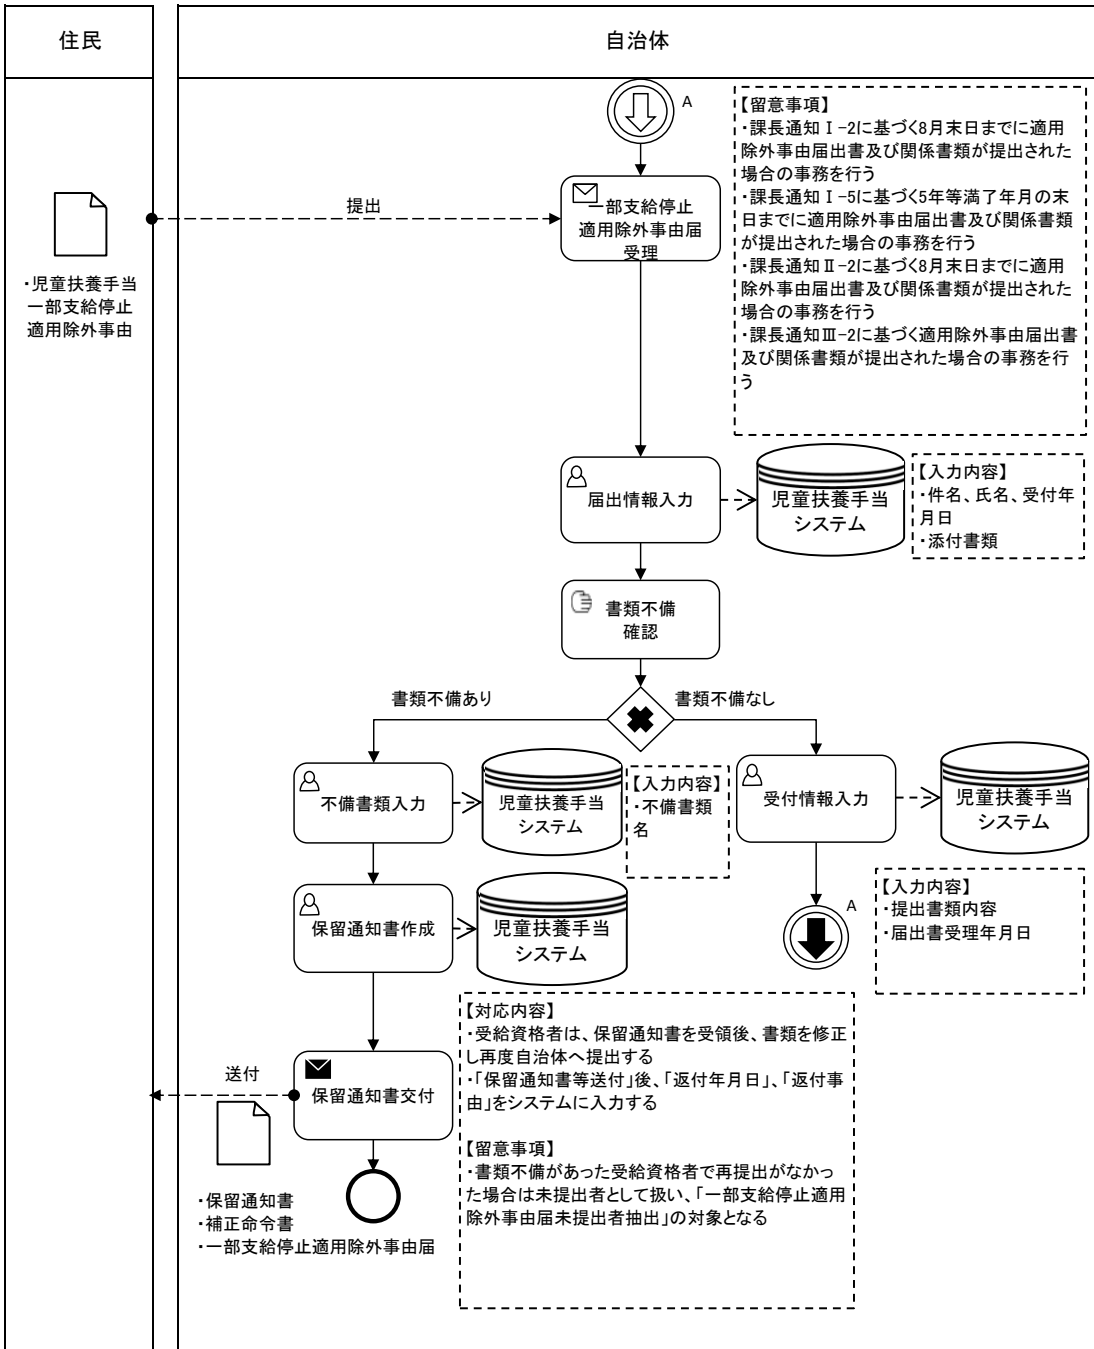 住民
自治体
A
【留意事項】
・課長通知Ⅰ-2に基づく8月末日までに適用
除外事由届出書及び関係書類が提出された
場合の事務を行う
・課長通知Ⅰ-5に基づく5年等満了年月の末
日までに適用除外事由届出書及び関係書類
が提出された場合の事務を行う
・課長通知Ⅱ-2に基づく8月末日までに適用
除外事由届出書及び関係書類が提出された
場合の事務を行う
・課長通知Ⅲ-2に基づく適用除外事由届出書
及び関係書類が提出された場合の事務を行
う
提出
一部支給停止
適用除外事由届
受理
・児童扶養手当
一部支給停止
適用除外事由
届出情報入力
児童扶養手当
システム
【入力内容】
・件名、氏名、受付年
月日
・添付書類
書類不備
確認
書類不備あり
書類不備なし
不備書類入力
児童扶養手当
システム
【入力内容】
・不備書類
名
受付情報入力
児童扶養手当
システム
保留通知書作成
児童扶養手当
システム
A
【入力内容】
・提出書類内容
・届出書受理年月日
送付
保留通知書交付
【対応内容】
・受給資格者は、保留通知書を受領後、書類を修正
し再度自治体へ提出する
・「保留通知書等送付」後、「返付年月日」、「返付事
由」をシステムに入力する
【留意事項】
・書類不備があった受給資格者で再提出がなかっ
た場合は未提出者として扱い、「一部支給停止適用
除外事由届未提出者抽出」の対象となる
・保留通知書
・補正命令書
・一部支給停止適用除外事由届